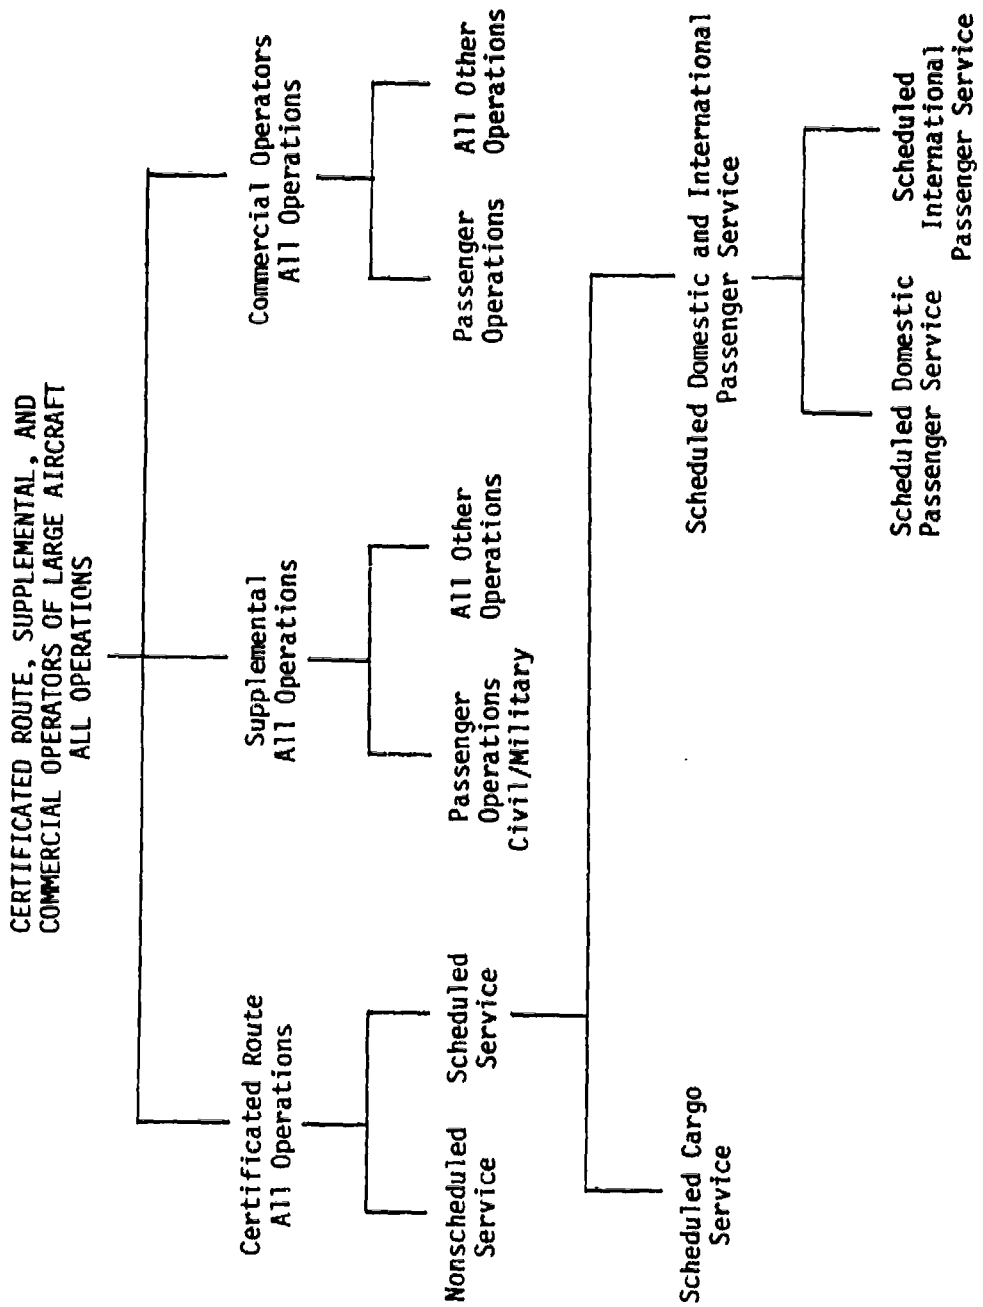 CERTIFICATED ROUTE, SUPPLEMENTAL, AND
COMMERCIAL OPERATORS OF LARGE AIRCRAFT
ALL OPERATIONS
Certificated Route
All Operations
Supplemental
All Operations
Commercial Operators
All Operations
Nonscheduled
Service
Scheduled
Service
Passenger
Operations
Civil/Military
All Other
Operations
Passenger
Operations
All Other
Operations
Scheduled Cargo
Service
Scheduled Domestic and International
Passenger Service
Scheduled Domestic
Passenger Service
Scheduled
International
Passenger Service